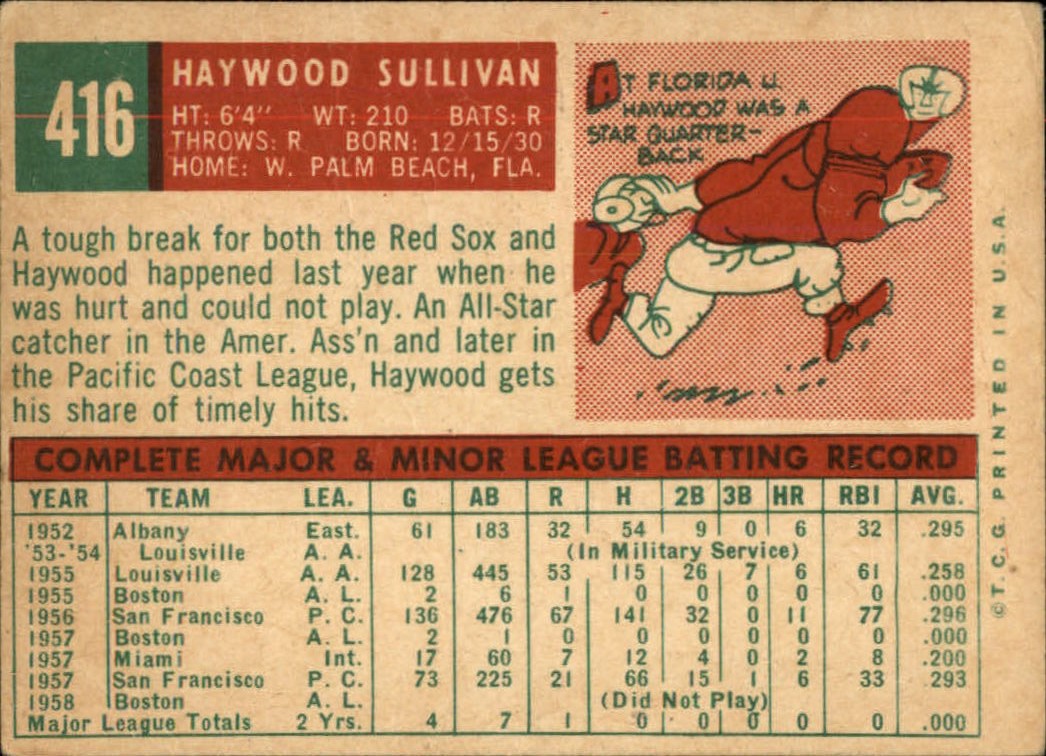 416
HAYWOOD SULLIVAN
HT: 6'4" WT: 210 BATS: R
THROWS: R BORN: 12/15/30
HOME: W. PALM BEACH, FLA.
AT FLORIDA U.
HAYWOOD WAS A
STAR QUARTER-
BACK
A tough break for both the Red Sox and
Haywood happened last year when he
was hurt and could not play. An All-Star
catcher in the Amer. Ass'n and later in
the Pacific Coast League, Haywood gets
his share of timely hits.
COMPLETE MAJOR & MINOR LEAGUE BATTING RECORD
YEAR TEAM LEA. G AB R H 2B 3B HR RBI AVG.
1952 Albany East. 61 183 32 54 9 0 6 32 .295
'53-'54 Louisville A. A. (In Military Service)
1955 Louisville A. A. 128 445 53 115 26 7 6 61 .258
1955 Boston A. L. 2 6 1 0 0 0 0 0 .000
1956 San Francisco P. C. 136 476 67 141 32 0 11 77 .296
1957 Boston A. L. 2 1 0 0 0 0 0 0 .000
1957 Miami Int. 17 60 7 12 4 0 2 8 .200
1957 San Francisco P. C. 73 225 21 66 15 1 6 33 .293
1958 Boston A. L. (Did Not Play)
Major League Totals 2 Yrs. 4 7 1 0 0 0 0 0 .000
©T. C. G. PRINTED IN U.S.A.